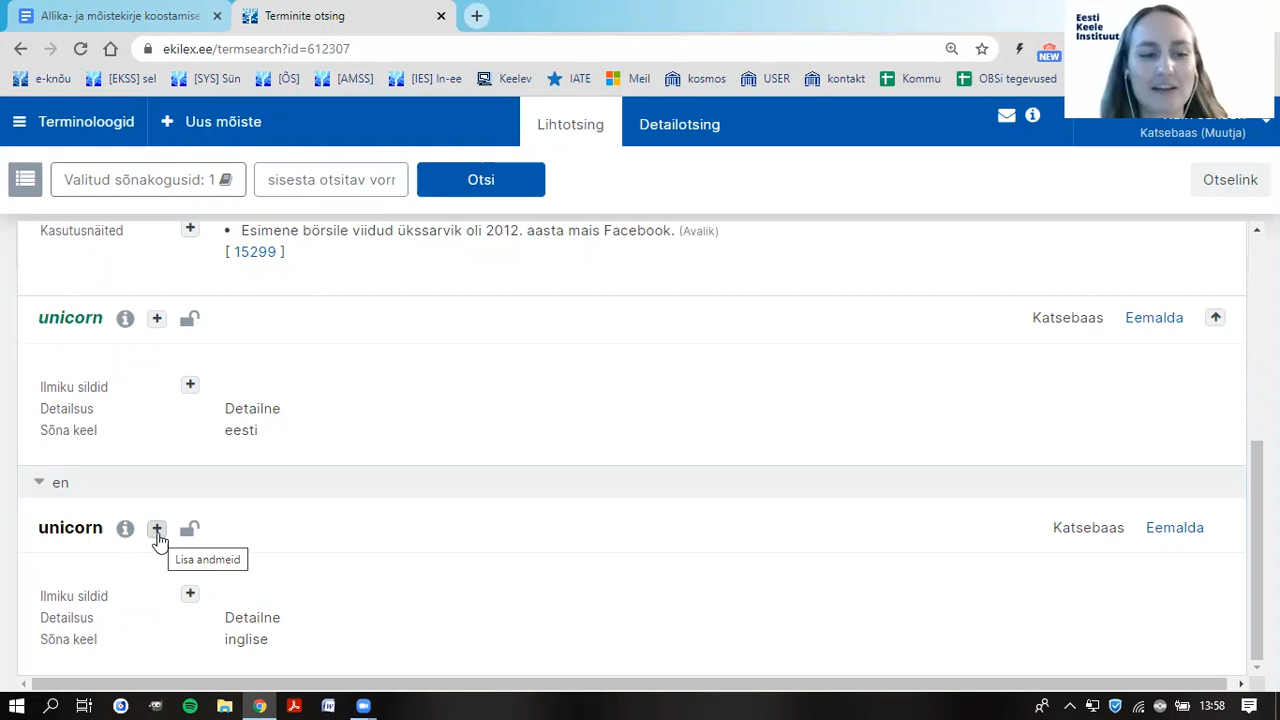 Allika- ja mõistekirje koostamise
Terminite otsing
Eesti
Keele
Instituut
ekilex.ee/termsearch?id=612307
NEW
e-knõu
[EKSS] sel
[SYS] Sün
[ÕS]
[AMSS]
[IES] In-ee
Keelev
IATE
Meil
kosmos
USER
kontakt
Kommu
OBSi tegevused
Terminoloogid
Uus mõiste
Lihtotsing
Detailotsing
Katsebaas (Muutja)
Valitud sõnakogusid: 1
sisesta otsitav vorr
Otsi
Otselink
Kasutusnäited
• Esimene börsile viidud ükssarvik oli 2012. aasta mais Facebook. (Avalik)
[ 15299 ]
unicorn
Katsebaas
Eemalda
Ilmiku sildid
Detailsus Detailne
Sõna keel eesti
en
unicorn
Katsebaas
Eemalda
Lisa andmeid
Ilmiku sildid
Detailsus Detailne
Sõna keel inglise
13:58